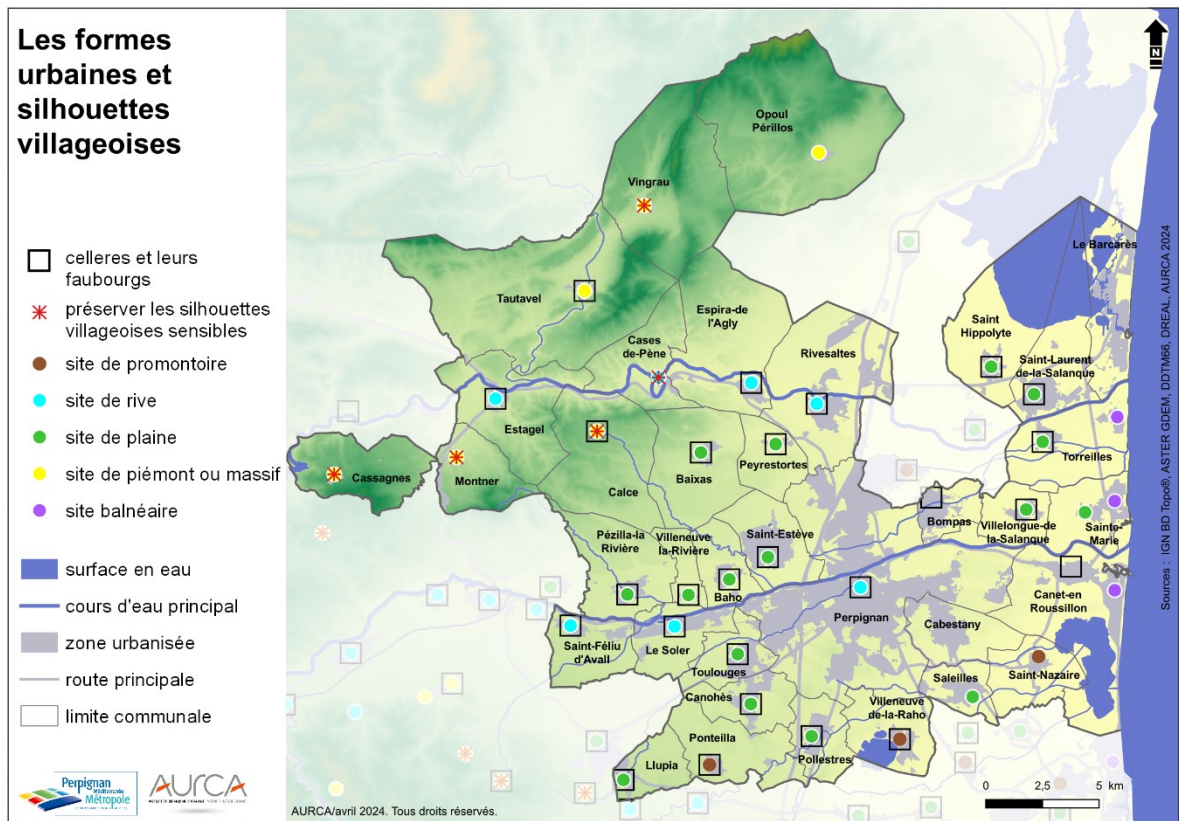 Les formes
urbaines et
silhouettes
villageoises
celleres et leurs
faubourgs
préserver les silhouettes
villageoises sensibles
site de promontoire
site de rive
site de plaine
site de piémont ou massif
site balnéaire
surface en eau
cours d'eau principal
zone urbanisée
route principale
limite communale
Perpignan
Méditerranée
Métropole
AURCA
N
Opoul
Périllos
Vingrau
Le Barcarès
Tautavel
Espira-de
l'Agly
Cases
de-Pène
Rivesaltes
Saint
Hippolyte
Saint-Laurent
de-la-Salanque
Estagel
Cassagnes
Montner
Calce
Baixas
Peyrestortes
Torreilles
Bompas
Villelongue-de
la-Salanque
Sainte-
Marie
Pézilla-la
Rivière
Villeneuve
la-Rivière
Saint-Estève
Baho
Perpignan
Canet-en
Roussillon
Cabestany
Saint-Féliu
d'Avall
Le Soler
Toulouges
Saleilles
Saint-Nazaire
Canohès
Villeneuve
de-la-Raho
Ponteilla
Llupia
Pollestres
0 2,5 5 km
AURCA/avril 2024. Tous droits réservés.
Sources : IGN BD Topo®, ASTER GDEM, DDTM66, DREAL, AURCA 2024